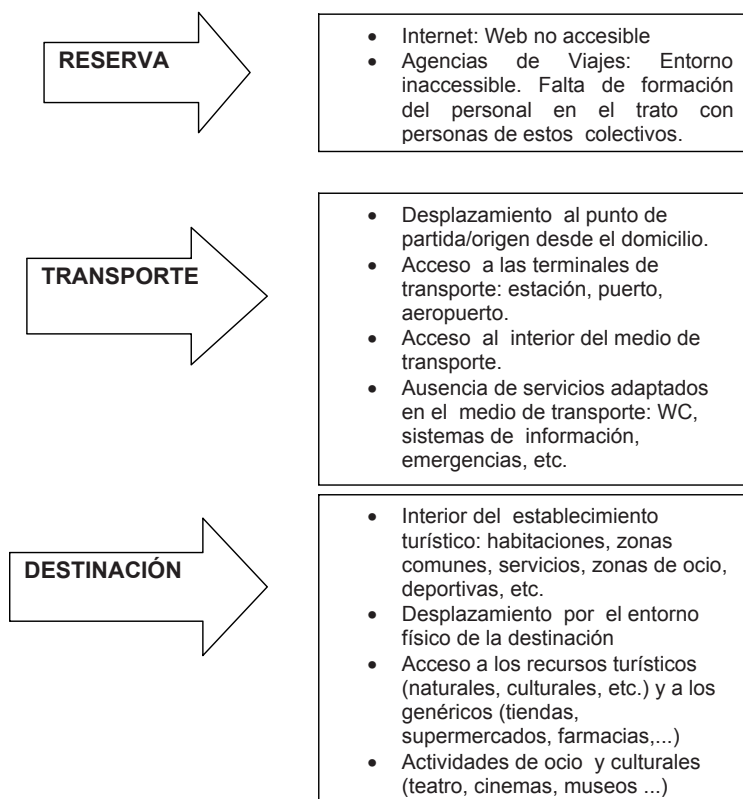 RESERVA
• Internet: Web no accesible
• Agencias de Viajes: Entorno
inaccessible. Falta de formación
del personal en el trato con
personas de estos colectivos.
TRANSPORTE
• Desplazamiento al punto de
partida/origen desde el domicilio.
• Acceso a las terminales de
transporte: estación, puerto,
aeropuerto.
• Acceso al interior del medio de
transporte.
• Ausencia de servicios adaptados
en el medio de transporte: WC,
sistemas de información,
emergencias, etc.
DESTINACIÓN
• Interior del establecimiento
turístico: habitaciones, zonas
comunes, servicios, zonas de ocio,
deportivas, etc.
• Desplazamiento por el entorno
físico de la destinación
• Acceso a los recursos turísticos
(naturales, culturales, etc.) y a los
genéricos (tiendas,
supermercados, farmacias,...)
• Actividades de ocio y culturales
(teatro, cinemas, museos ...)